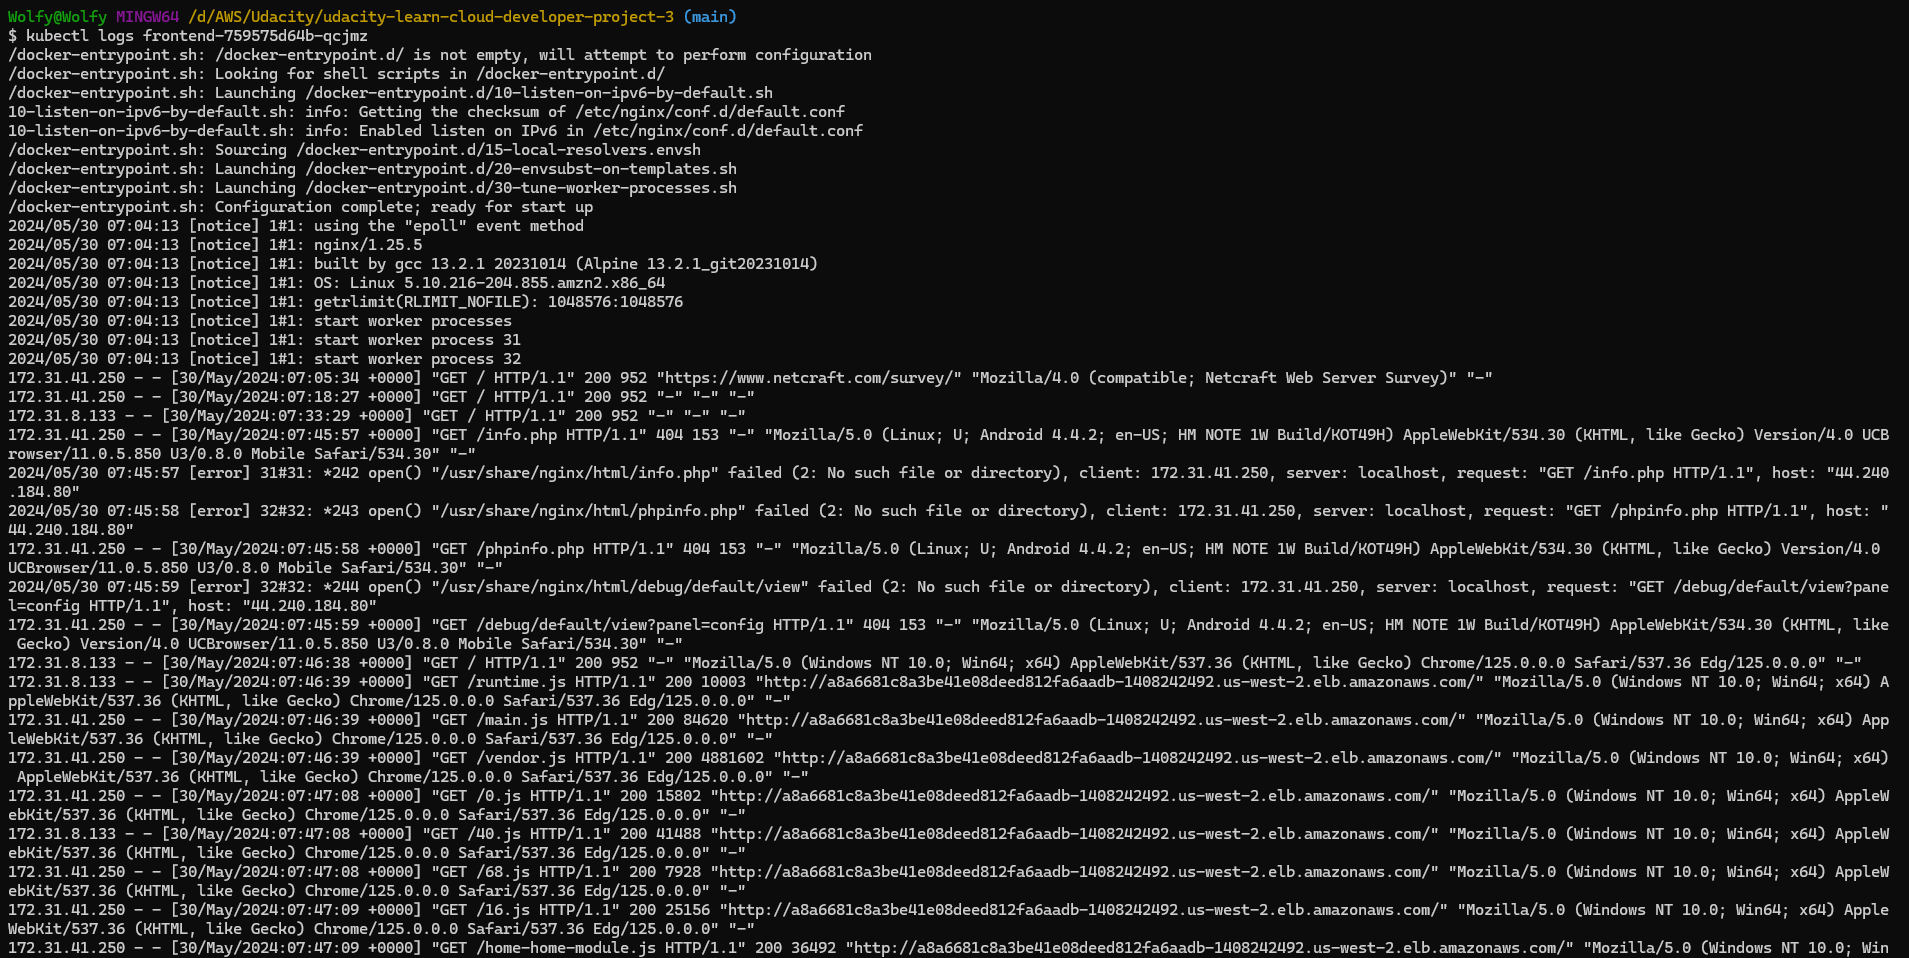 Wolfy@Wolfy MINGW64 /d/AWS/Udacity/udacity-learn-cloud-developer-project-3 (main)
$ kubectl logs frontend-759575d64b-qcjmz
/docker-entrypoint.sh: /docker-entrypoint.d/ is not empty, will attempt to perform configuration
/docker-entrypoint.sh: Looking for shell scripts in /docker-entrypoint.d/
/docker-entrypoint.sh: Launching /docker-entrypoint.d/10-listen-on-ipv6-by-default.sh
10-listen-on-ipv6-by-default.sh: info: Getting the checksum of /etc/nginx/conf.d/default.conf
10-listen-on-ipv6-by-default.sh: info: Enabled listen on IPv6 in /etc/nginx/conf.d/default.conf
/docker-entrypoint.sh: Sourcing /docker-entrypoint.d/15-local-resolvers.envsh
/docker-entrypoint.sh: Launching /docker-entrypoint.d/20-envsubst-on-templates.sh
/docker-entrypoint.sh: Launching /docker-entrypoint.d/30-tune-worker-processes.sh
/docker-entrypoint.sh: Configuration complete; ready for start up
2024/05/30 07:04:13 [notice] 1#1: using the "epoll" event method
2024/05/30 07:04:13 [notice] 1#1: nginx/1.25.5
2024/05/30 07:04:13 [notice] 1#1: built by gcc 13.2.1 20231014 (Alpine 13.2.1_git20231014)
2024/05/30 07:04:13 [notice] 1#1: OS: Linux 5.10.216-204.855.amzn2.x86_64
2024/05/30 07:04:13 [notice] 1#1: getrlimit(RLIMIT_NOFILE): 1048576:1048576
2024/05/30 07:04:13 [notice] 1#1: start worker processes
2024/05/30 07:04:13 [notice] 1#1: start worker process 31
2024/05/30 07:04:13 [notice] 1#1: start worker process 32
172.31.41.250 - - [30/May/2024:07:05:34 +0000] "GET / HTTP/1.1" 200 952 "https://www.netcraft.com/survey/" "Mozilla/4.0 (compatible; Netcraft Web Server Survey)" "-"
172.31.41.250 - - [30/May/2024:07:18:27 +0000] "GET / HTTP/1.1" 200 952 "-" "-" "-"
172.31.8.133 - - [30/May/2024:07:33:29 +0000] "GET / HTTP/1.1" 200 952 "-" "-" "-"
172.31.41.250 - - [30/May/2024:07:45:57 +0000] "GET /info.php HTTP/1.1" 404 153 "-" "Mozilla/5.0 (Linux; U; Android 4.4.2; en-US; HM NOTE 1W Build/KOT49H) AppleWebKit/534.30 (KHTML, like Gecko) Version/4.0 UCB
rowser/11.0.5.850 U3/0.8.0 Mobile Safari/534.30" "-"
2024/05/30 07:45:57 [error] 31#31: *242 open() "/usr/share/nginx/html/info.php" failed (2: No such file or directory), client: 172.31.41.250, server: localhost, request: "GET /info.php HTTP/1.1", host: "44.240
.184.80"
2024/05/30 07:45:58 [error] 32#32: *243 open() "/usr/share/nginx/html/phpinfo.php" failed (2: No such file or directory), client: 172.31.41.250, server: localhost, request: "GET /phpinfo.php HTTP/1.1", host: "
44.240.184.80"
172.31.41.250 - - [30/May/2024:07:45:58 +0000] "GET /phpinfo.php HTTP/1.1" 404 153 "-" "Mozilla/5.0 (Linux; U; Android 4.4.2; en-US; HM NOTE 1W Build/KOT49H) AppleWebKit/534.30 (KHTML, like Gecko) Version/4.0
UCBrowser/11.0.5.850 U3/0.8.0 Mobile Safari/534.30" "-"
2024/05/30 07:45:59 [error] 32#32: *244 open() "/usr/share/nginx/html/debug/default/view" failed (2: No such file or directory), client: 172.31.41.250, server: localhost, request: "GET /debug/default/view?pane
l=config HTTP/1.1", host: "44.240.184.80"
172.31.41.250 - - [30/May/2024:07:45:59 +0000] "GET /debug/default/view?panel=config HTTP/1.1" 404 153 "-" "Mozilla/5.0 (Linux; U; Android 4.4.2; en-US; HM NOTE 1W Build/KOT49H) AppleWebKit/534.30 (KHTML, like
 Gecko) Version/4.0 UCBrowser/11.0.5.850 U3/0.8.0 Mobile Safari/534.30" "-"
172.31.8.133 - - [30/May/2024:07:46:38 +0000] "GET / HTTP/1.1" 200 952 "-" "Mozilla/5.0 (Windows NT 10.0; Win64; x64) AppleWebKit/537.36 (KHTML, like Gecko) Chrome/125.0.0.0 Safari/537.36 Edg/125.0.0.0" "-"
172.31.8.133 - - [30/May/2024:07:46:39 +0000] "GET /runtime.js HTTP/1.1" 200 10003 "http://a8a6681c8a3be41e08deed812fa6aadb-1408242492.us-west-2.elb.amazonaws.com/" "Mozilla/5.0 (Windows NT 10.0; Win64; x64) A
ppleWebKit/537.36 (KHTML, like Gecko) Chrome/125.0.0.0 Safari/537.36 Edg/125.0.0.0" "-"
172.31.41.250 - - [30/May/2024:07:46:39 +0000] "GET /main.js HTTP/1.1" 200 84620 "http://a8a6681c8a3be41e08deed812fa6aadb-1408242492.us-west-2.elb.amazonaws.com/" "Mozilla/5.0 (Windows NT 10.0; Win64; x64) App
leWebKit/537.36 (KHTML, like Gecko) Chrome/125.0.0.0 Safari/537.36 Edg/125.0.0.0" "-"
172.31.41.250 - - [30/May/2024:07:46:39 +0000] "GET /vendor.js HTTP/1.1" 200 4881602 "http://a8a6681c8a3be41e08deed812fa6aadb-1408242492.us-west-2.elb.amazonaws.com/" "Mozilla/5.0 (Windows NT 10.0; Win64; x64)
 AppleWebKit/537.36 (KHTML, like Gecko) Chrome/125.0.0.0 Safari/537.36 Edg/125.0.0.0" "-"
172.31.41.250 - - [30/May/2024:07:47:08 +0000] "GET /0.js HTTP/1.1" 200 15802 "http://a8a6681c8a3be41e08deed812fa6aadb-1408242492.us-west-2.elb.amazonaws.com/" "Mozilla/5.0 (Windows NT 10.0; Win64; x64) AppleW
ebKit/537.36 (KHTML, like Gecko) Chrome/125.0.0.0 Safari/537.36 Edg/125.0.0.0" "-"
172.31.8.133 - - [30/May/2024:07:47:08 +0000] "GET /40.js HTTP/1.1" 200 41488 "http://a8a6681c8a3be41e08deed812fa6aadb-1408242492.us-west-2.elb.amazonaws.com/" "Mozilla/5.0 (Windows NT 10.0; Win64; x64) AppleW
ebKit/537.36 (KHTML, like Gecko) Chrome/125.0.0.0 Safari/537.36 Edg/125.0.0.0" "-"
172.31.41.250 - - [30/May/2024:07:47:08 +0000] "GET /68.js HTTP/1.1" 200 7928 "http://a8a6681c8a3be41e08deed812fa6aadb-1408242492.us-west-2.elb.amazonaws.com/" "Mozilla/5.0 (Windows NT 10.0; Win64; x64) AppleW
ebKit/537.36 (KHTML, like Gecko) Chrome/125.0.0.0 Safari/537.36 Edg/125.0.0.0" "-"
172.31.41.250 - - [30/May/2024:07:47:09 +0000] "GET /16.js HTTP/1.1" 200 25156 "http://a8a6681c8a3be41e08deed812fa6aadb-1408242492.us-west-2.elb.amazonaws.com/" "Mozilla/5.0 (Windows NT 10.0; Win64; x64) Apple
WebKit/537.36 (KHTML, like Gecko) Chrome/125.0.0.0 Safari/537.36 Edg/125.0.0.0" "-"
172.31.41.250 - - [30/May/2024:07:47:09 +0000] "GET /home-home-module.js HTTP/1.1" 200 36492 "http://a8a6681c8a3be41e08deed812fa6aadb-1408242492.us-west-2.elb.amazonaws.com/" "Mozilla/5.0 (Windows NT 10.0; Win